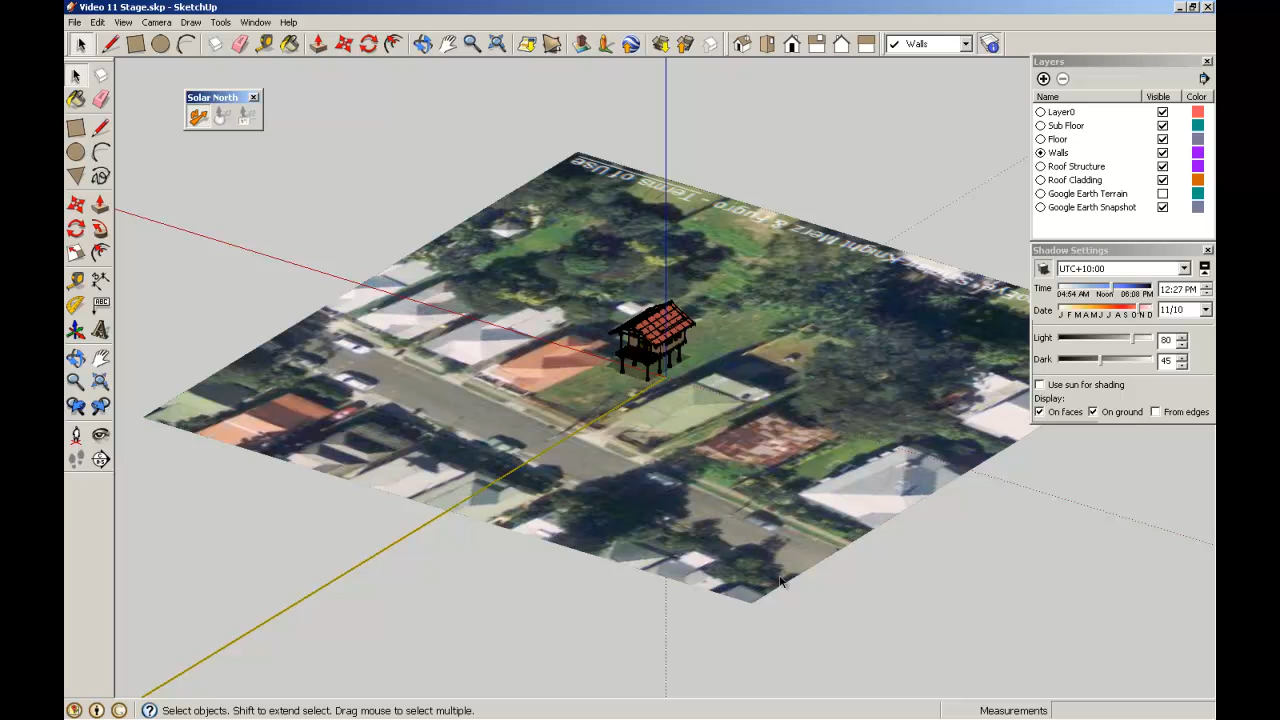 Video 11 Stage.skp - SketchUp
File Edit View Camera Draw Tools Window Help
Walls
Solar North
Layers
Name Visible Color
Layer0
Sub Floor
Floor
Walls
Roof Structure
Roof Cladding
Google Earth Terrain
Google Earth Snapshot
Shadow Settings
UTC+10:00
Time 04:54 AM Noon 06:08 PM 12:27 PM
Date J F M A M J J A S O N D 11/10
Light 80
Dark 45
Use sun for shading
Display:
On faces On ground From edges
Terms of Use
ABC
Select objects. Shift to extend select. Drag mouse to select multiple.
Measurements